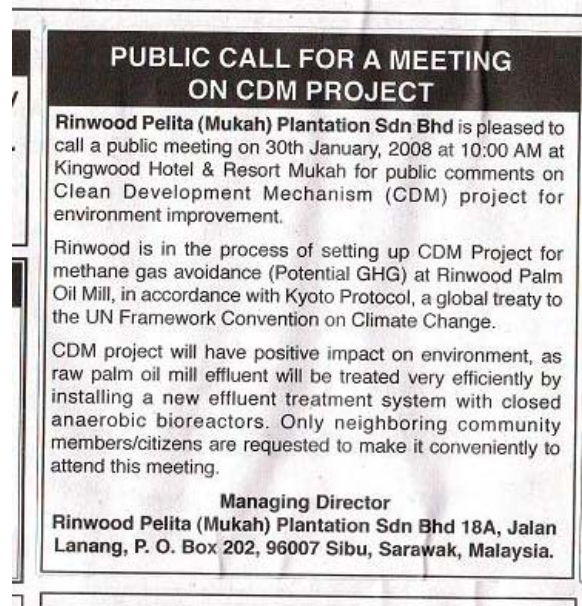 PUBLIC CALL FOR A MEETING
ON CDM PROJECT
Rinwood Pelita (Mukah) Plantation Sdn Bhd is pleased to
call a public meeting on 30th January, 2008 at 10:00 AM at
Kingwood Hotel & Resort Mukah for public comments on
Clean Development Mechanism (CDM) project for
environment improvement.
Rinwood is in the process of setting up CDM Project for
methane gas avoidance (Potential GHG) at Rinwood Palm
Oil Mill, in accordance with Kyoto Protocol, a global treaty to
the UN Framework Convention on Climate Change.
CDM project will have positive impact on environment, as
raw palm oil mill effluent will be treated very efficiently by
installing a new effluent treatment system with closed
anaerobic bioreactors. Only neighboring community
members/citizens are requested to make it conveniently to
attend this meeting.
Managing Director
Rinwood Pelita (Mukah) Plantation Sdn Bhd 18A, Jalan
Lanang, P. O. Box 202, 96007 Sibu, Sarawak, Malaysia.